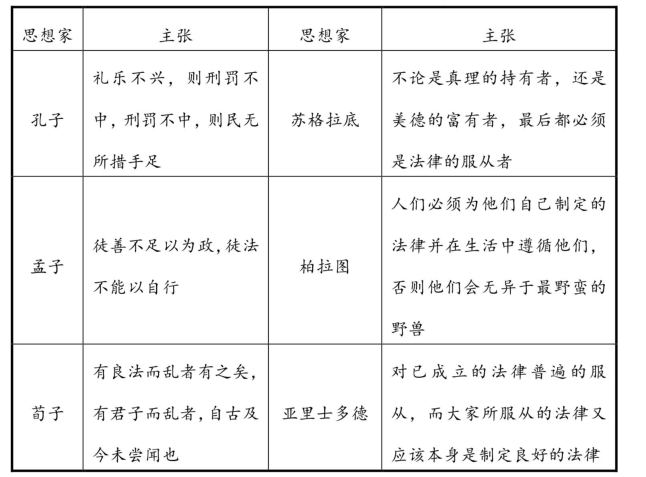 思想家 主张 思想家 主张
孔子
礼乐不兴，则刑罚不
中,刑罚不中,则民无
所措手足
苏格拉底
不论是真理的持有者，还是
美德的富有者，最后都必须
是法律的服从者
孟子
徒善不足以为政,徒法
不能以自行
柏拉图
人们必须为他们自己制定的
法律并在生活中遵循他们，
否则他们会无异于最野蛮的
野兽
荀子
有良法而乱者有之矣，
有君子而乱者,自古及
今未尝闻也
亚里士多德
对已成立的法律普遍的服
从，而大家所服从的法律又
应该本身是制定良好的法律